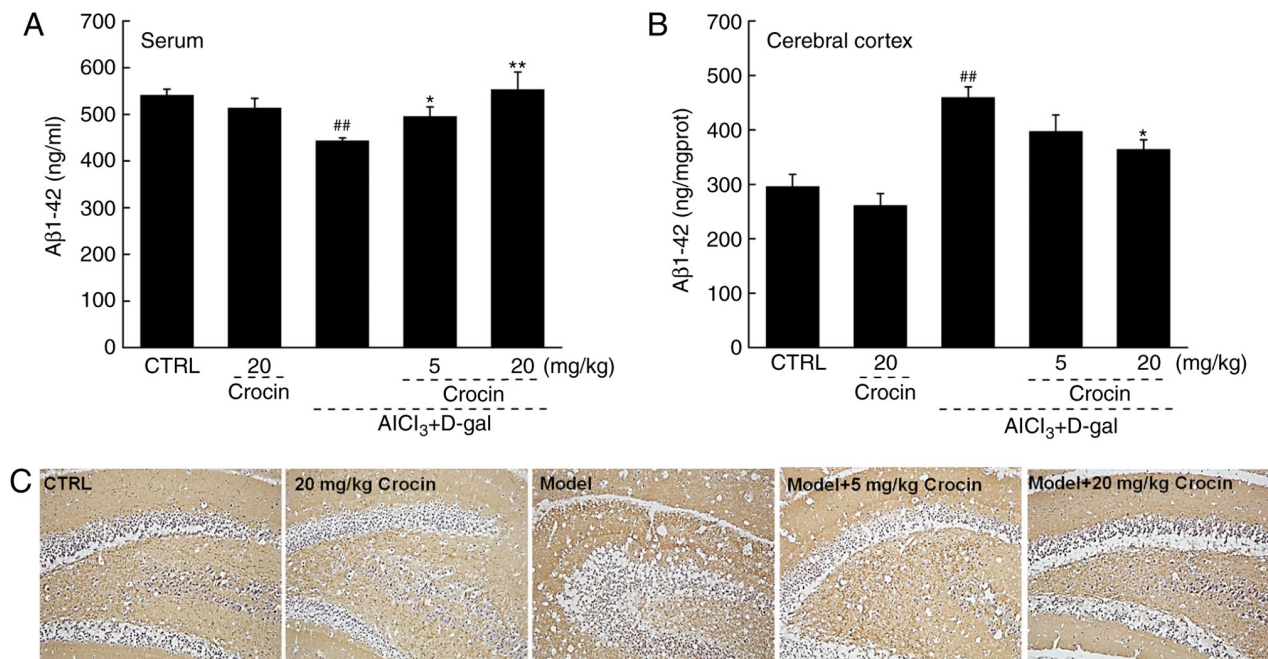 A
Serum
Aβ1-42 (ng/ml)
700
600
500
400
300
200
100
0
##
*
**
CTRL 20 5 20 (mg/kg)
Crocin Crocin
AlCl₃+D-gal
B
Cerebral cortex
Aβ1-42 (ng/mgprot)
700
500
400
300
200
100
0
##
*
CTRL 20 5 20 (mg/kg)
Crocin Crocin
AlCl₃+D-gal
C
CTRL
20 mg/kg Crocin
Model
Model+5 mg/kg Crocin
Model+20 mg/kg Crocin